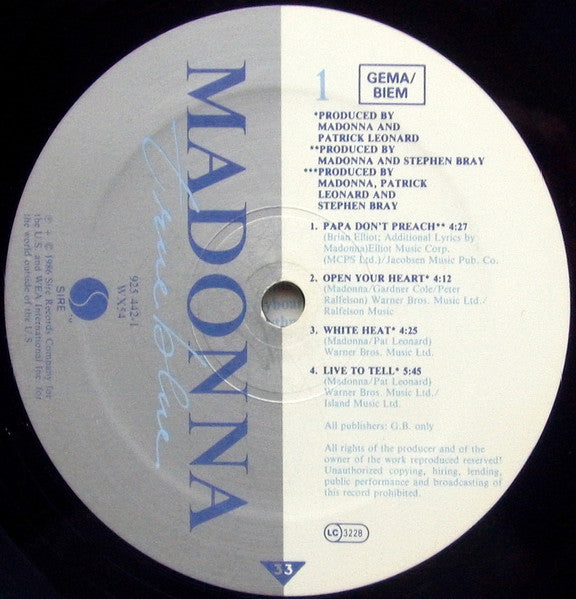 MADONNA
True blue
925 442-1
WX54
SIRE
℗ + © 1986 Sire Records Company for
the U.S. and WEA International Inc. for
the world outside of the U.S.
1
GEMA/
BIEM
*PRODUCED BY
MADONNA AND
PATRICK LEONARD
**PRODUCED BY
MADONNA AND STEPHEN BRAY
***PRODUCED BY
MADONNA, PATRICK
LEONARD AND
STEPHEN BRAY
1. PAPA DON'T PREACH** 4:27
(Brian Elliot; Additional Lyrics by
Madonna)Elliot Music Corp.
(MCPS Ltd.)/Jacobsen Music Pub. Co.
2. OPEN YOUR HEART* 4:12
(Madonna/Gardner Cole/Peter
Ralfelson) Warner Bros. Music Ltd./
Ralfelson Music
3. WHITE HEAT* 4:25
(Madonna/Pat Leonard)
Warner Bros. Music Ltd.
4. LIVE TO TELL* 5:45
(Madonna/Pat Leonard)
Warner Bros. Music Ltd./
Island Music Ltd.
All publishers: G.B. only
All rights of the producer and of the
owner of the work reproduced reserved!
Unauthorized copying, hiring, lending,
public performance and broadcasting of
this record prohibited.
LC 3228
33